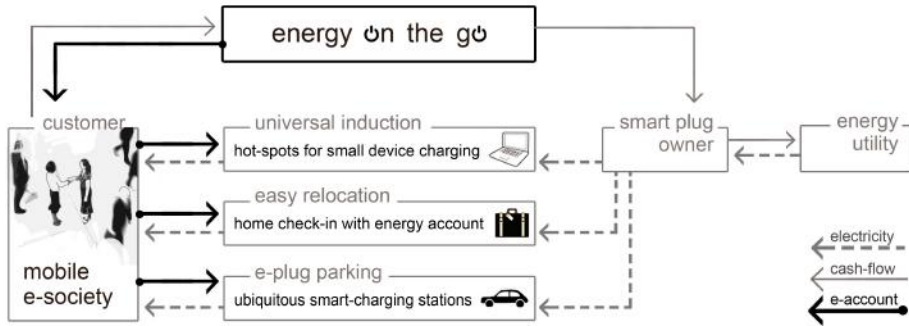 energy on the go
customer
universal induction
hot-spots for small device charging
smart plug
owner
energy
utility
easy relocation
home check-in with energy account
mobile
e-society
e-plug parking
ubiquitous smart-charging stations
electricity
cash-flow
e-account